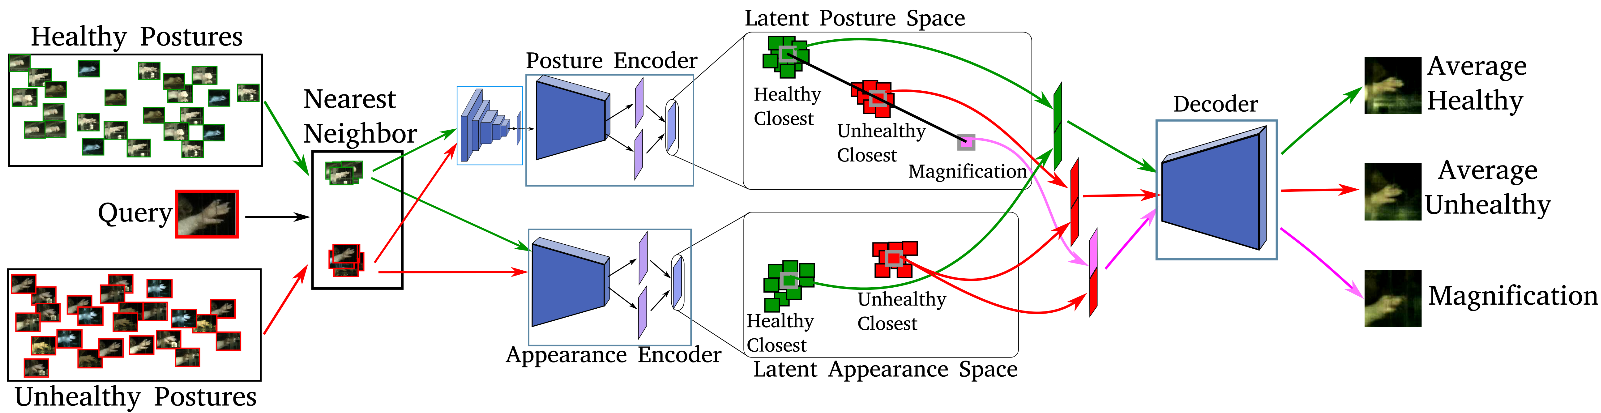 Healthy Postures
Nearest
Neighbor
Query
Unhealthy Postures
Posture Encoder
Appearance Encoder
Latent Posture Space
Healthy
Closest
Unhealthy
Closest
Magnification
Healthy
Closest
Unhealthy
Closest
Latent Appearance Space
Decoder
Average
Healthy
Average
Unhealthy
Magnification